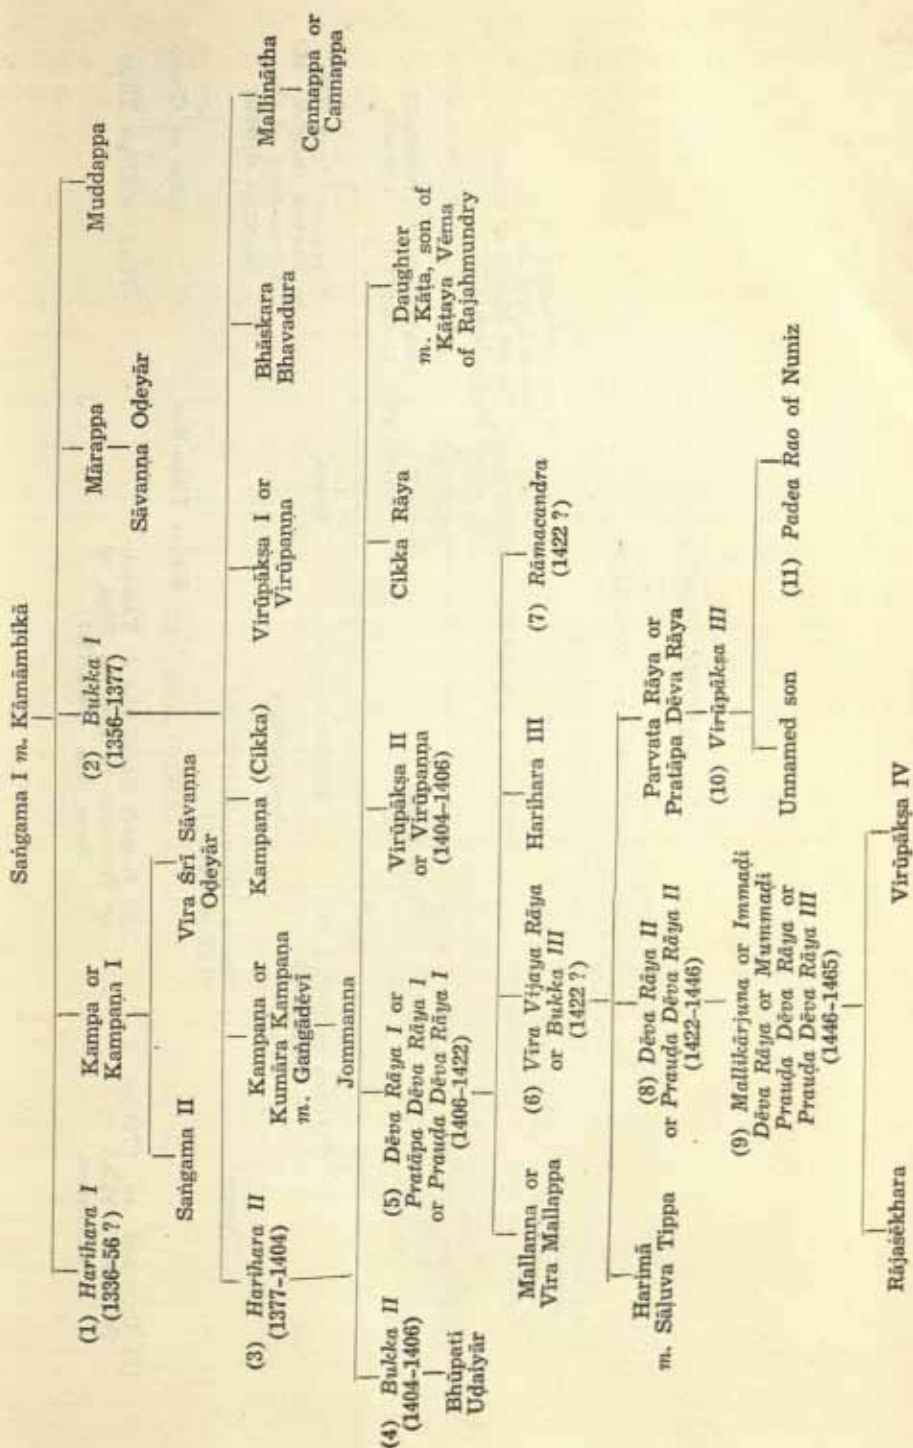 Saṅgama I m. Kāmāmbikā
(1) Harihara I
(1336-56 ?)
Kampa or
Kampaṇa I
(2) Bukka I
(1356-1377)
Mārappa
Muddappa
Saṅgama II
Vīra Śrī Sāvaṇṇa
Oḍeyār
Sāvaṇṇa Oḍeyār
(3) Harihara II
(1377-1404)
Kampana or
Kumāra Kampaṇa
m. Gaṅgādēvī
Kampaṇa (Cikka)
Virūpākṣa I or
Virūpaṇṇa
Bhāskara
Bhavadura
Mallinātha
Jommaṇṇa
Cennappa or
Cannappa
(4) Bukka II
(1404-1406)
(5) Dēva Rāya I or
Pratāpa Dēva Rāya I
or Prauḍa Dēva Rāya I
(1406-1422)
Virūpākṣa II
or Virūpaṇṇa
(1404-1406)
Cikka Rāya
Daughter
m. Kāṭa, son of
Kāṭaya Vēma
of Rajahmundry
Bhūpati
Uḍaiyār
Mallaṇṇa or
Vīra Mallappa
(6) Vira Vijaya Rāya
or Bukka III
(1422 ?)
Harihara III
(7) Rāmacandra
(1422 ?)
Harimā
m. Sāḷuva Tippa
(8) Dēva Rāya II
or Prauḍa Dēva Rāya II
(1422-1446)
Parvata Rāya or
Pratāpa Dēva Rāya
(9) Mallikārjuna or Immaḍi
Dēva Rāya or Mummaḍi
Prauḍa Dēva Rāya or
Prauḍa Dēva Rāya III
(1446-1465)
(10) Virūpākṣa III
Unnamed son
(11) Padea Rao of Nuniz
Rājaśēkhara
Virūpākṣa IV